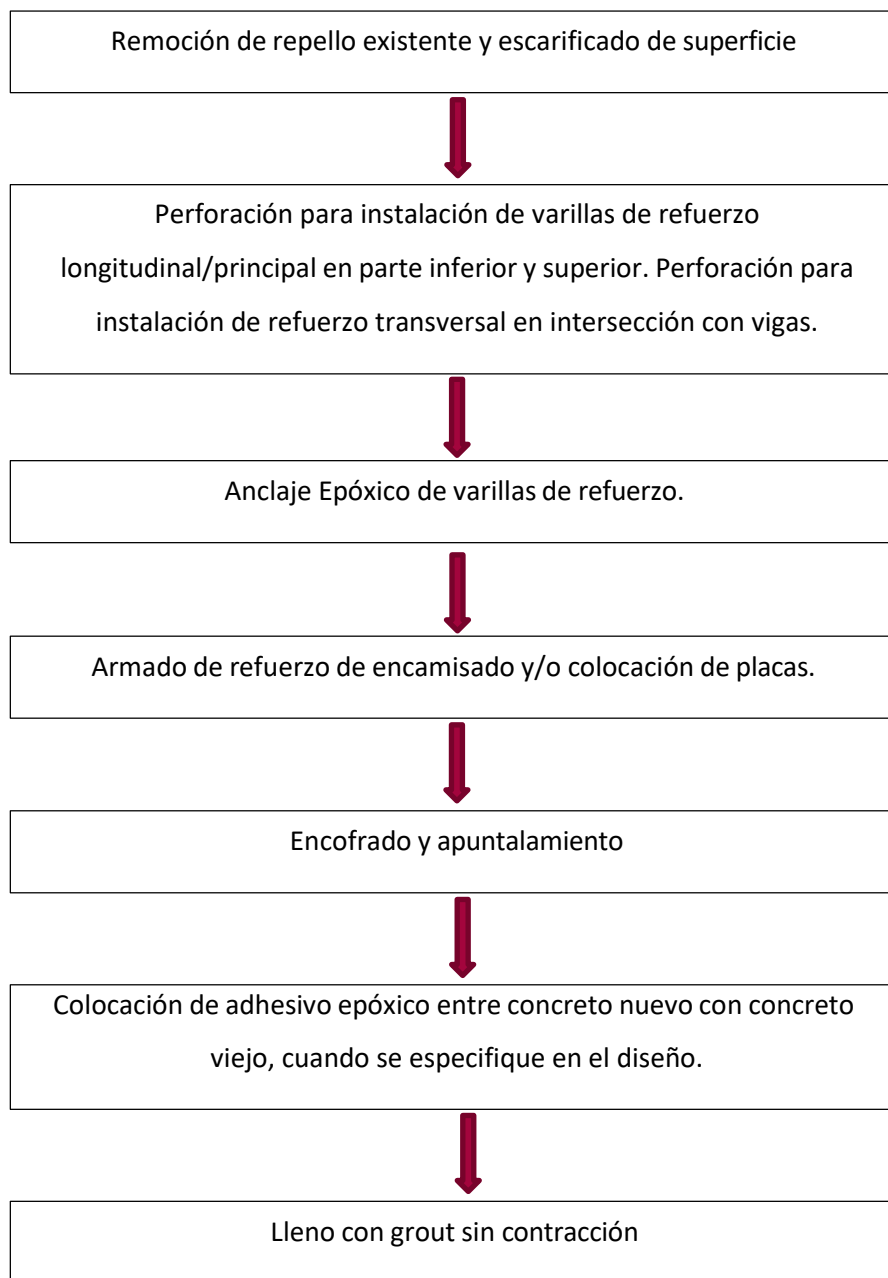 Remoción de repello existente y escarificado de superficie
Perforación para instalación de varillas de refuerzo
longitudinal/principal en parte inferior y superior. Perforación para
instalación de refuerzo transversal en intersección con vigas.
Anclaje Epóxico de varillas de refuerzo.
Armado de refuerzo de encamisado y/o colocación de placas.
Encofrado y apuntalamiento
Colocación de adhesivo epóxico entre concreto nuevo con concreto
viejo, cuando se especifique en el diseño.
Lleno con grout sin contracción